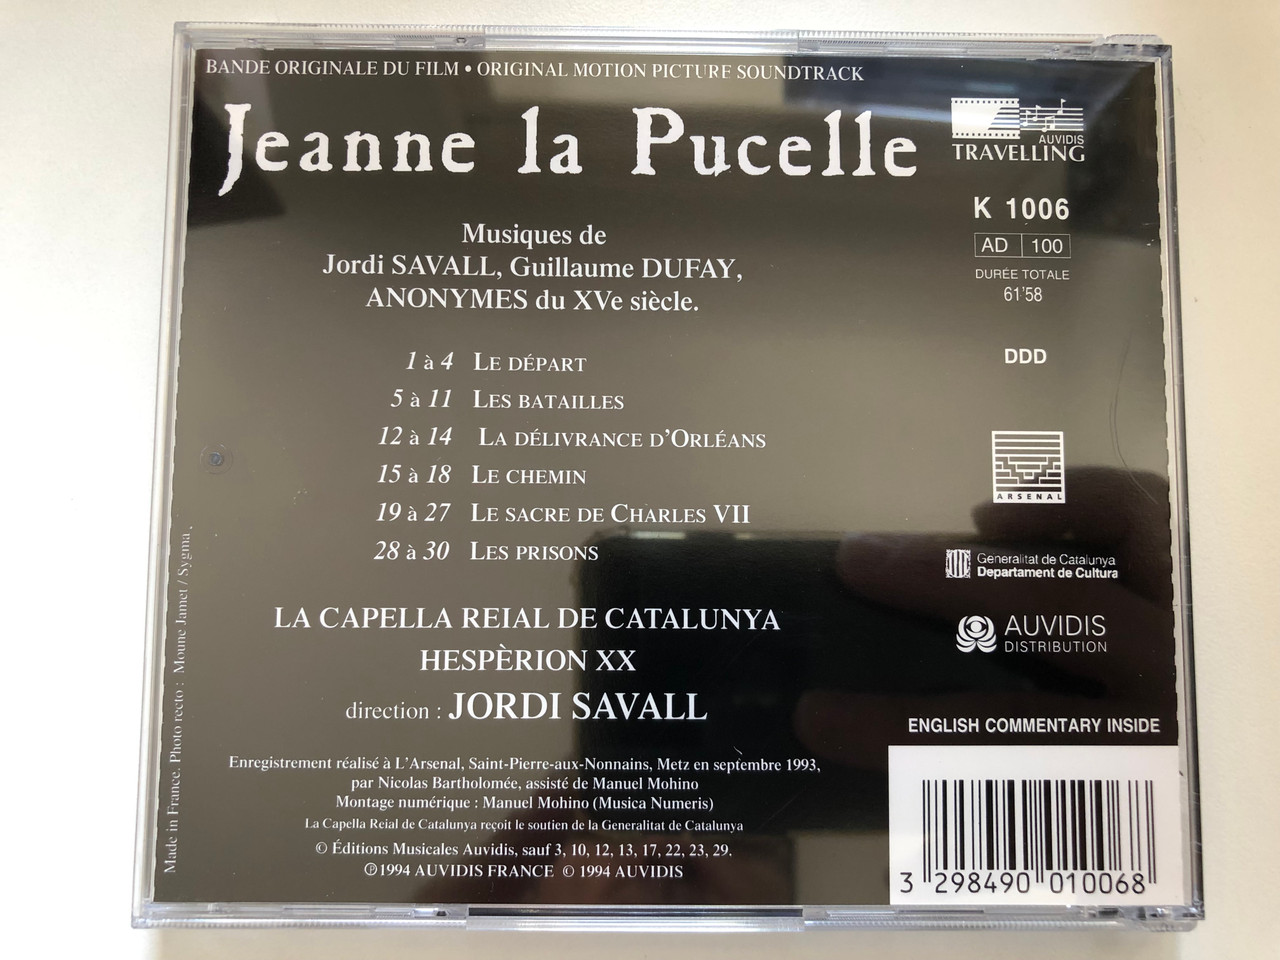 BANDE ORIGINALE DU FILM • ORIGINAL MOTION PICTURE SOUNDTRACK
Jeanne la Pucelle
AUVIDIS
TRAVELLING
K 1006
AD 100
DURÉE TOTALE
61'58
DDD
Musiques de
Jordi SAVALL, Guillaume DUFAY,
ANONYMES du XVe siècle.
1 à 4 LE DÉPART
5 à 11 LES BATAILLES
12 à 14 LA DÉLIVRANCE D'ORLÉANS
15 à 18 LE CHEMIN
19 à 27 LE SACRE DE CHARLES VII
28 à 30 LES PRISONS
ARSENAL
Generalitat de Catalunya
Departament de Cultura
AUVIDIS
DISTRIBUTION
LA CAPELLA REIAL DE CATALUNYA
HESPÈRION XX
direction : JORDI SAVALL
ENGLISH COMMENTARY INSIDE
Enregistrement réalisé à L'Arsenal, Saint-Pierre-aux-Nonnains, Metz en septembre 1993,
par Nicolas Bartholomée, assisté de Manuel Mohino
Montage numérique : Manuel Mohino (Musica Numeris)
La Capella Reial de Catalunya reçoit le soutien de la Generalitat de Catalunya
© Éditions Musicales Auvidis, sauf 3, 10, 12, 13, 17, 22, 23, 29.
℗ 1994 AUVIDIS FRANCE © 1994 AUVIDIS
Made in France. Photo recto : Moune Jamet / Sygma .
3 298490 010068